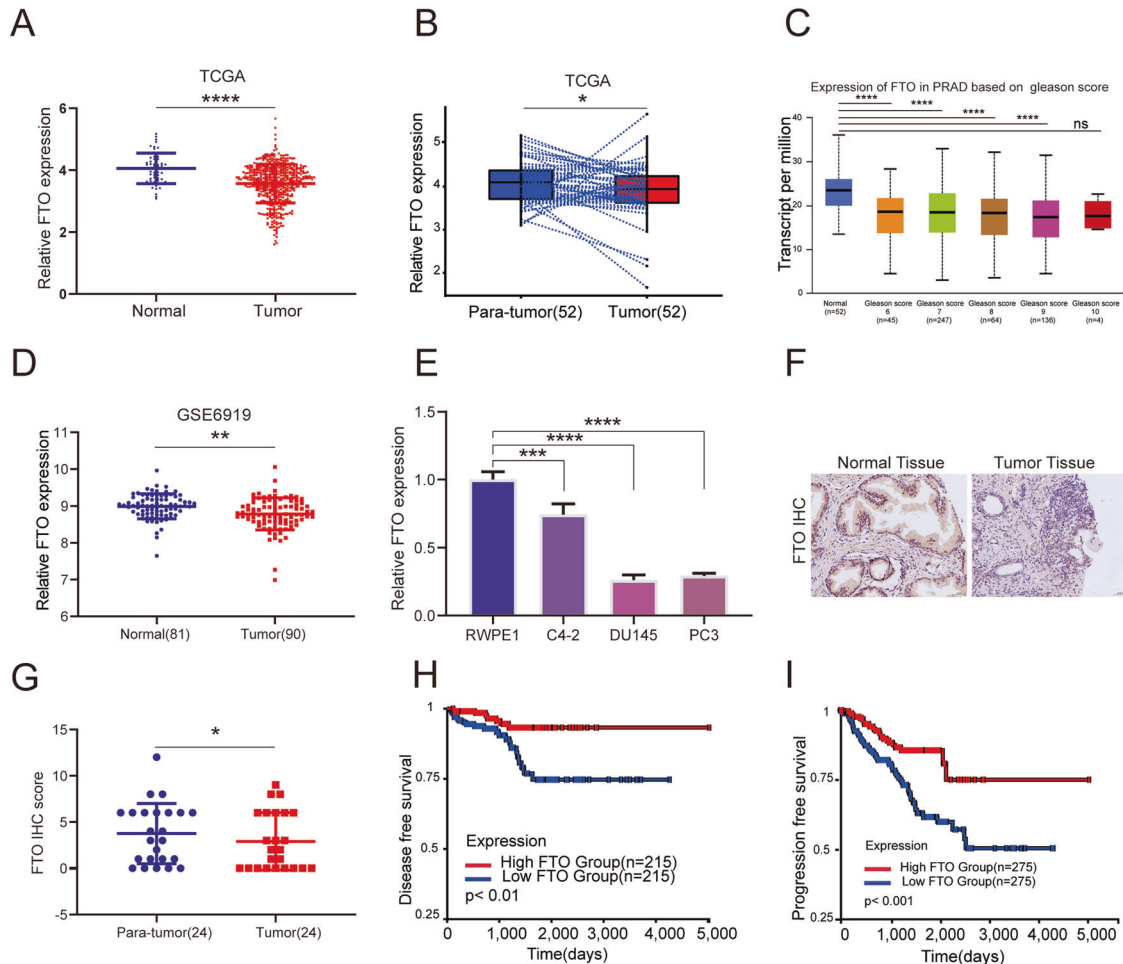 A
TCGA
****
Relative FTO expression
6
4
2
0
Normal
Tumor
B
TCGA
*
Relative FTO expression
5
4
3
2
Para-tumor(52)
Tumor(52)
C
Expression of FTO in PRAD based on gleason score
****
****
****
****
ns
Transcript per million
40
30
20
10
0
Normal
(n=52)
Gleason score
6
(n=45)
Gleason score
7
(n=247)
Gleason score
8
(n=64)
Gleason score
9
(n=136)
Gleason score
10
(n=4)
D
GSE6919
**
Relative FTO expression
11
10
9
8
7
6
Normal(81)
Tumor(90)
E
****
****
***
Relative FTO expression
1.5
1.0
0.5
0.0
RWPE1
C4-2
DU145
PC3
F
Normal Tissue
Tumor Tissue
FTO IHC
G
*
FTO IHC score
15
10
5
0
-5
Para-tumor(24)
Tumor(24)
H
Disease free survival
1
0.75
0.5
0.25
Expression
High FTO Group(n=215)
Low FTO Group(n=215)
p< 0.01
0
1,000
2,000
3,000
4,000
5,000
Time(days)
I
Progression free survival
1
0.75
0.5
0.25
Expression
High FTO Group(n=275)
Low FTO Group(n=275)
p< 0.001
0
1,000
2,000
3,000
4,000
5,000
Time(days)